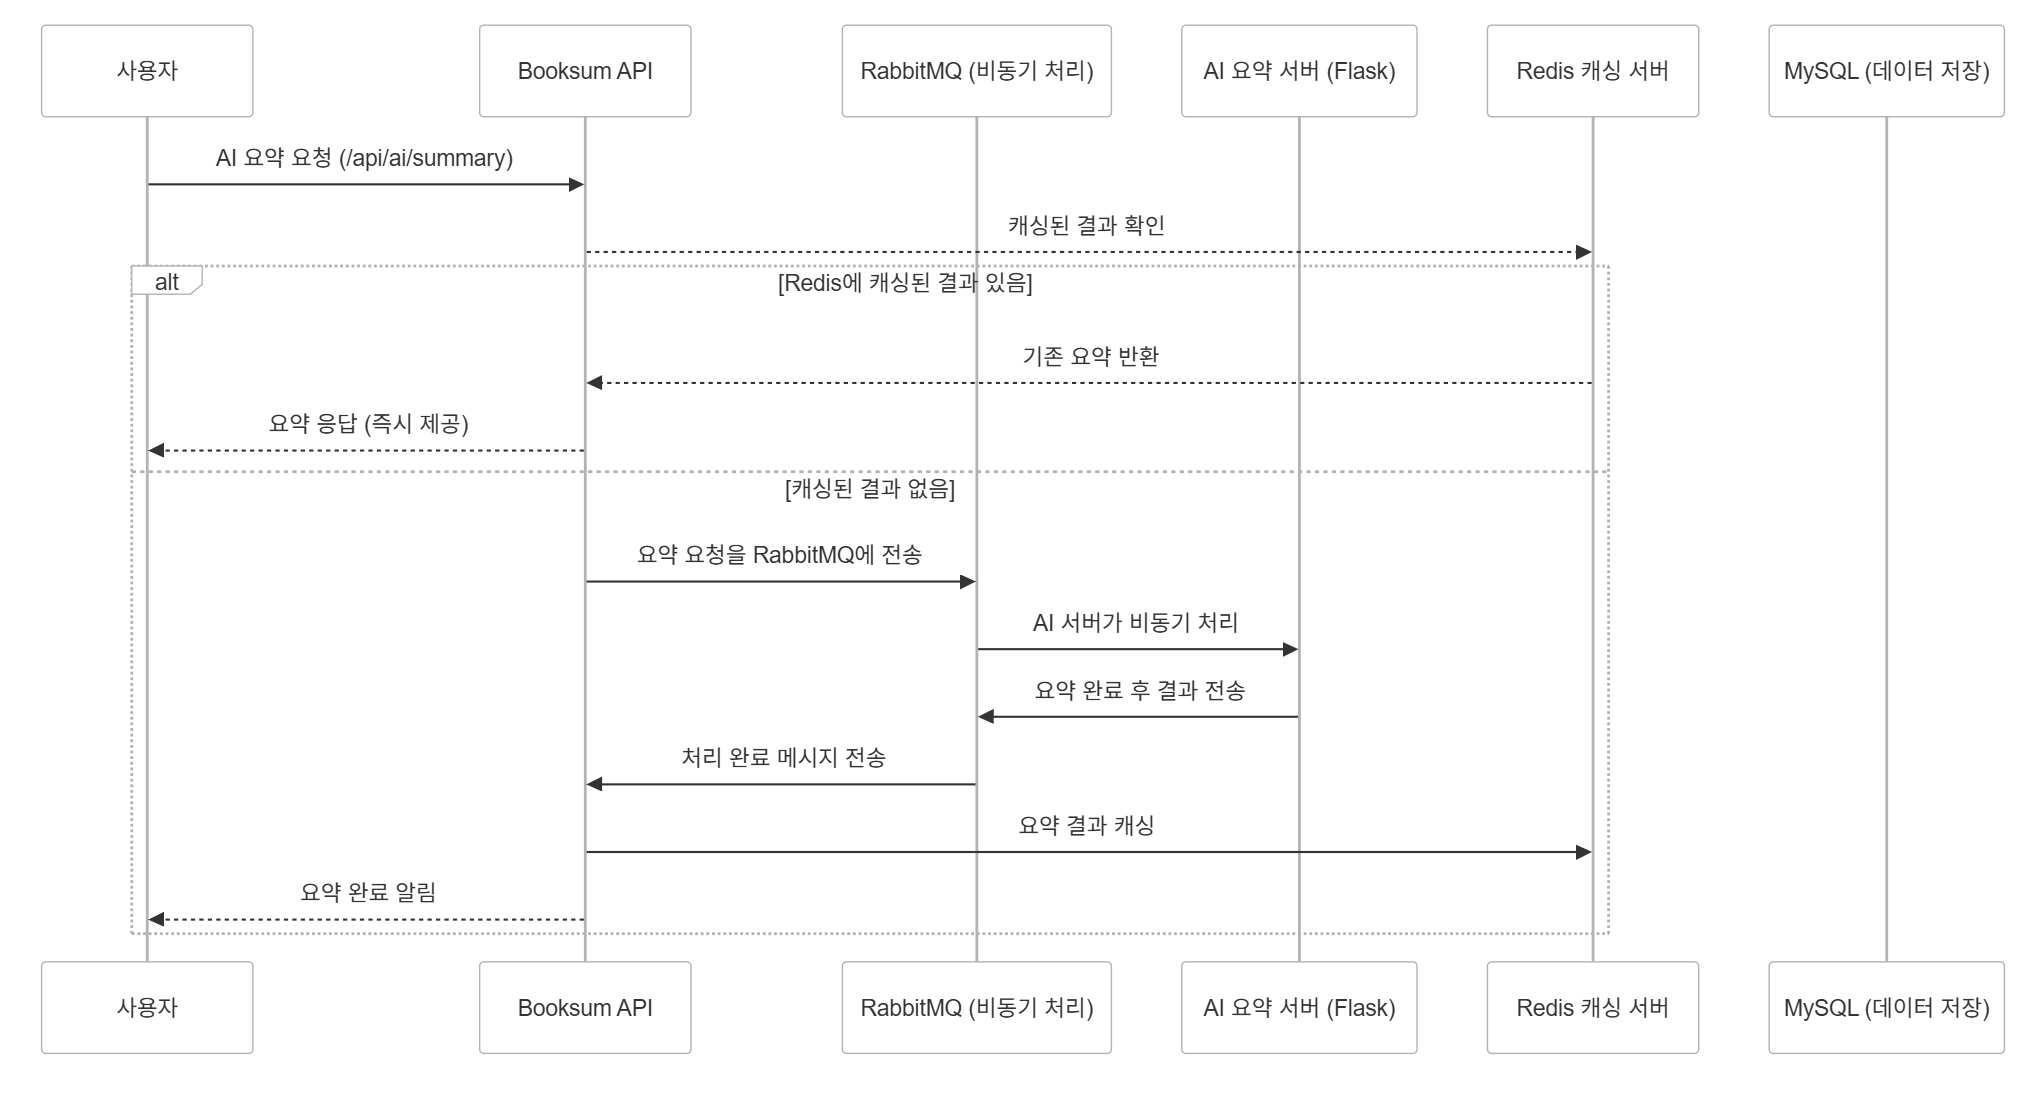 사용자
Booksum API
RabbitMQ (비동기 처리)
AI 요약 서버 (Flask)
Redis 캐싱 서버
MySQL (데이터 저장)
AI 요약 요청 (/api/ai/summary)
캐싱된 결과 확인
alt
[Redis에 캐싱된 결과 있음]
기존 요약 반환
요약 응답 (즉시 제공)
[캐싱된 결과 없음]
요약 요청을 RabbitMQ에 전송
AI 서버가 비동기 처리
요약 완료 후 결과 전송
처리 완료 메시지 전송
요약 결과 캐싱
요약 완료 알림
사용자
Booksum API
RabbitMQ (비동기 처리)
AI 요약 서버 (Flask)
Redis 캐싱 서버
MySQL (데이터 저장)